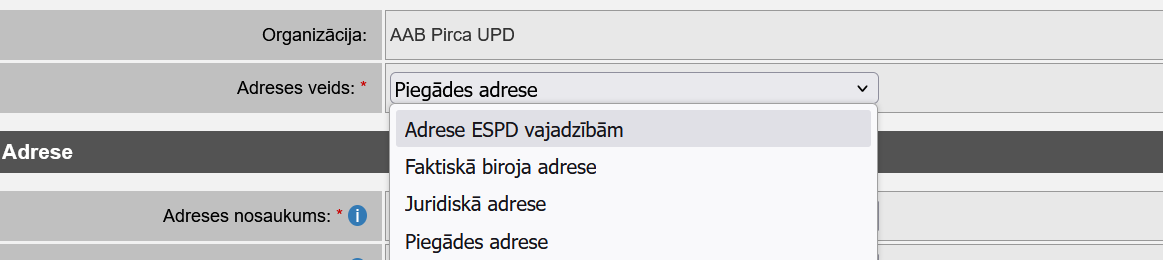 Organizācija: AAB Pirca UPD
Adreses veids: * Piegādes adrese
Adrese ESPD vajadzībām
Adrese
Faktiskā biroja adrese
Juridiskā adrese
Adreses nosaukums: * i
Piegādes adrese